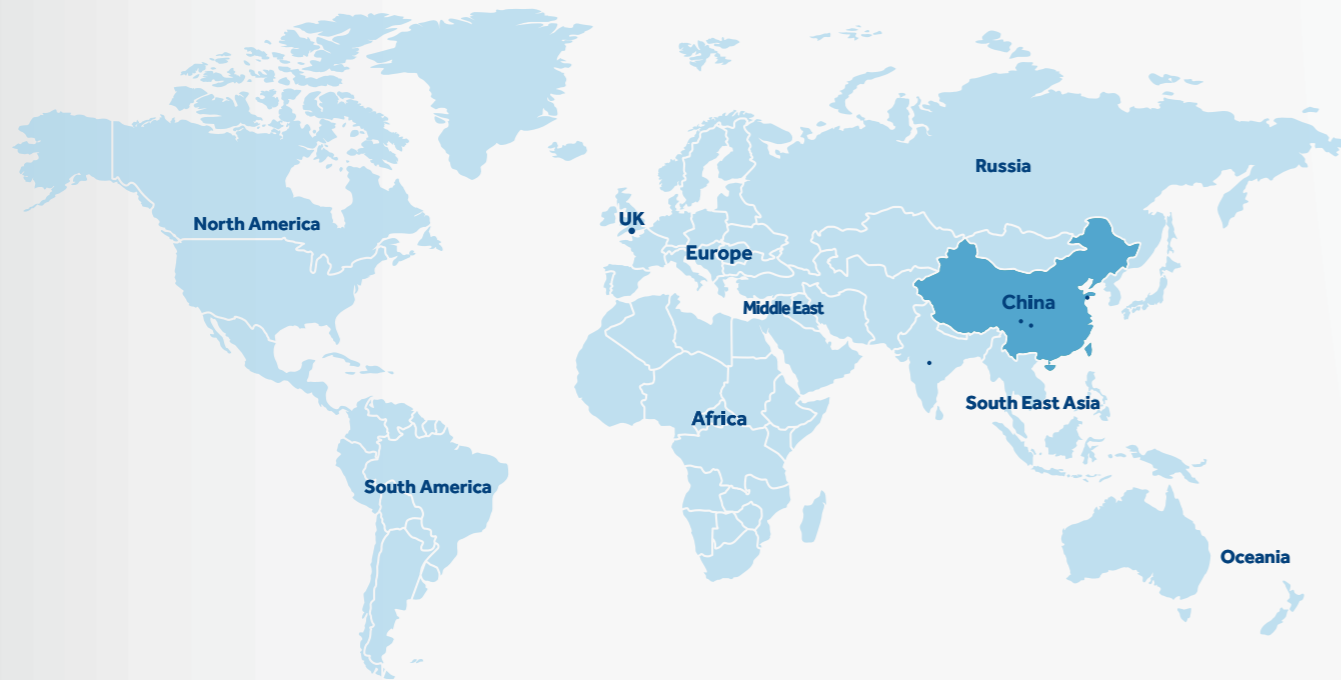 Russia
North America
UK
Europe
China
Middle East
South East Asia
Africa
South America
Oceania